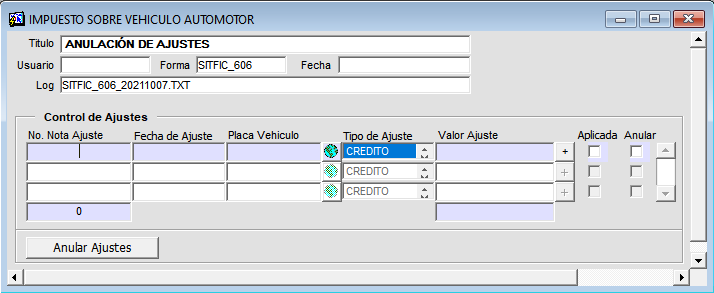 IMPUESTO SOBRE VEHICULO AUTOMOTOR
Titulo ANULACIÓN DE AJUSTES
Usuario Forma SITFIC_606 Fecha
Log SITFIC_606_20211007.TXT
Control de Ajustes
No. Nota Ajuste Fecha de Ajuste Placa Vehiculo Tipo de Ajuste Valor Ajuste Aplicada Anular
CREDITO +
CREDITO +
CREDITO +
0
Anular Ajustes